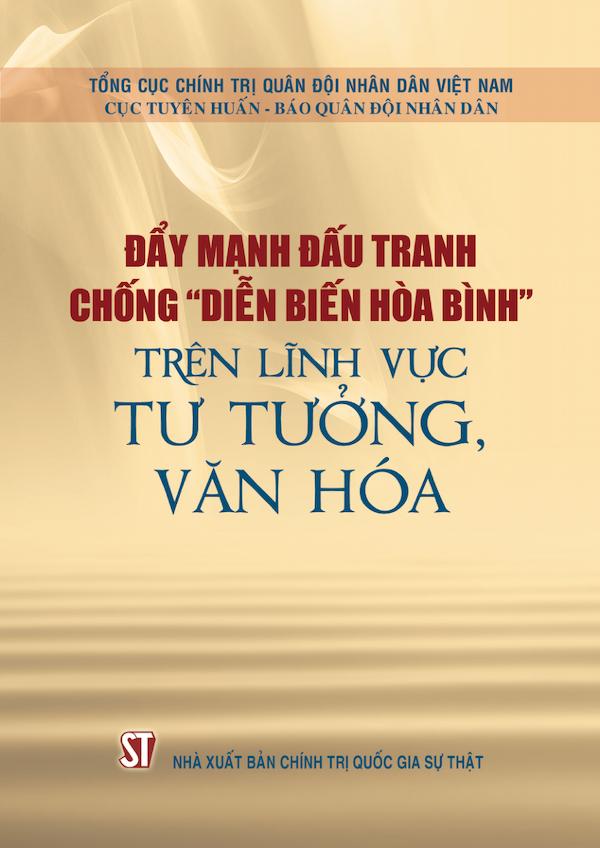 TỔNG CỤC CHÍNH TRỊ QUÂN ĐỘI NHÂN DÂN VIỆT NAM
CỤC TUYÊN HUẤN - BÁO QUÂN ĐỘI NHÂN DÂN
ĐẨY MẠNH ĐẤU TRANH
CHỐNG “DIỄN BIẾN HÒA BÌNH”
TRÊN LĨNH VỰC
TƯ TƯỞNG,
VĂN HÓA
ST
NHÀ XUẤT BẢN CHÍNH TRỊ QUỐC GIA SỰ THẬT